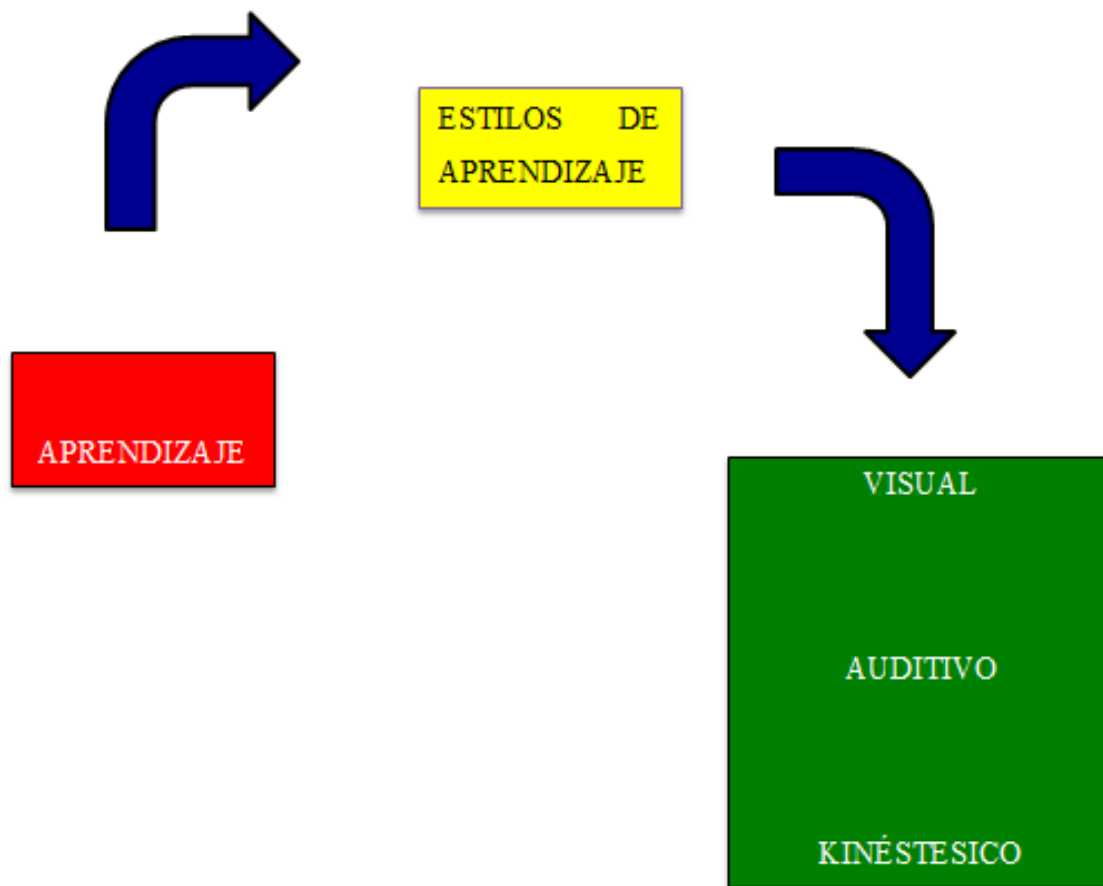 ESTILOS DE
APRENDIZAJE
APRENDIZAJE
VISUAL
AUDITIVO
KINÉSTESICO